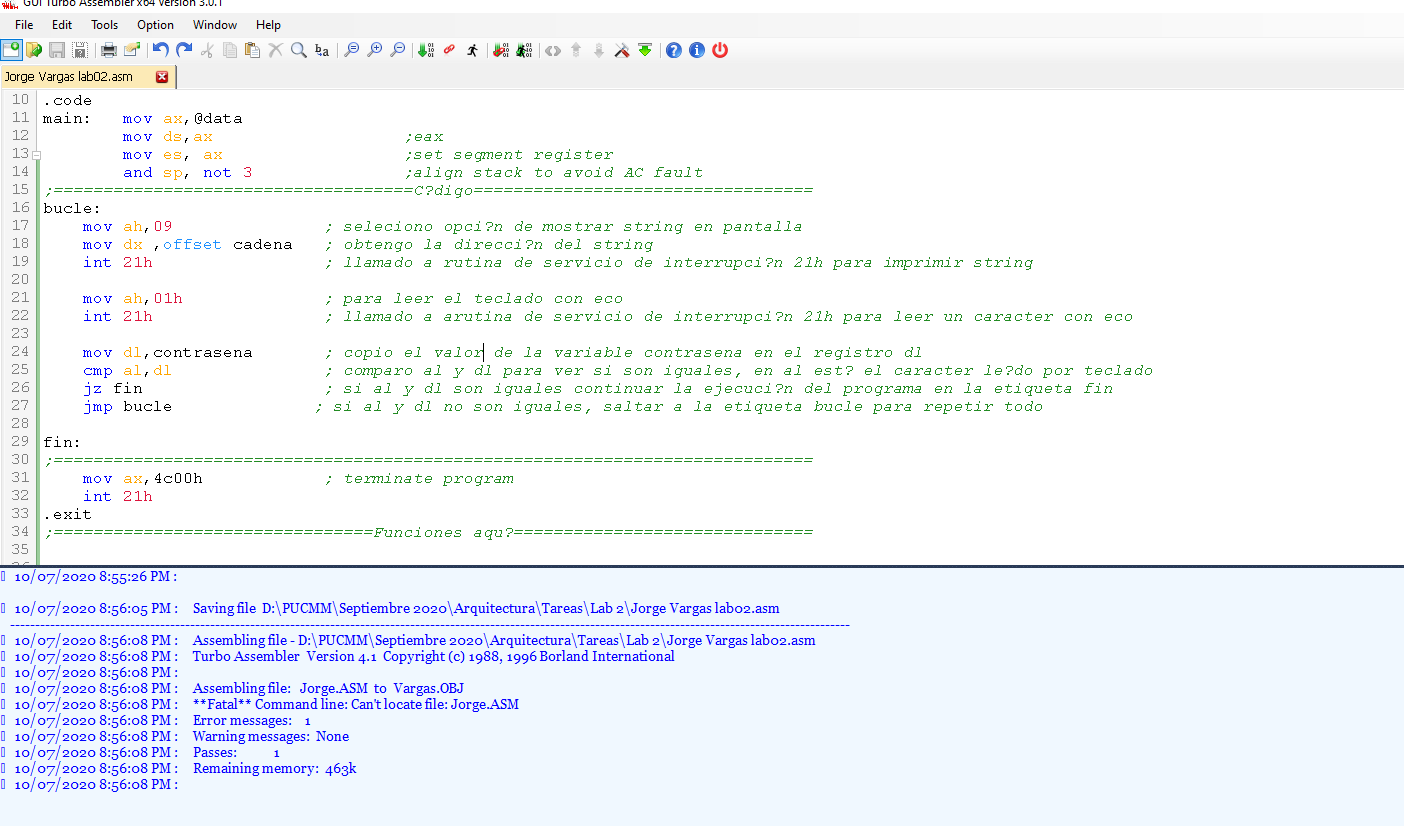 GUI Turbo Assembler x64 Version 3.0.1
File Edit Tools Option Window Help
Jorge Vargas lab02.asm
10 .code
11 main: mov ax,@data
12 mov ds,ax ;eax
13 mov es, ax ;set segment register
14 and sp, not 3 ;align stack to avoid AC fault
15 ;====================================C?digo==================================
16 bucle:
17 mov ah,09 ; seleciono opci?n de mostrar string en pantalla
18 mov dx ,offset cadena ; obtengo la direcci?n del string
19 int 21h ; llamado a rutina de servicio de interrupci?n 21h para imprimir string
20
21 mov ah,01h ; para leer el teclado con eco
22 int 21h ; llamado a arutina de servicio de interrupci?n 21h para leer un caracter con eco
23
24 mov dl,contrasena ; copio el valor de la variable contrasena en el registro dl
25 cmp al,dl ; comparo al y dl para ver si son iguales, en al est? el caracter le?do por teclado
26 jz fin ; si al y dl son iguales continuar la ejecuci?n del programa en la etiqueta fin
27 jmp bucle ; si al y dl no son iguales, saltar a la etiqueta bucle para repetir todo
28
29 fin:
30 ;============================================================================
31 mov ax,4c00h ; terminate program
32 int 21h
33 .exit
34 ;================================Funciones aqu?==============================
35
10/07/2020 8:55:26 PM :
10/07/2020 8:56:05 PM : Saving file D:\PUCMM\Septiembre 2020\Arquitectura\Tareas\Lab 2\Jorge Vargas lab02.asm
10/07/2020 8:56:08 PM : Assembling file - D:\PUCMM\Septiembre 2020\Arquitectura\Tareas\Lab 2\Jorge Vargas lab02.asm
10/07/2020 8:56:08 PM : Turbo Assembler Version 4.1 Copyright (c) 1988, 1996 Borland International
10/07/2020 8:56:08 PM :
10/07/2020 8:56:08 PM : Assembling file: Jorge.ASM to Vargas.OBJ
10/07/2020 8:56:08 PM : **Fatal** Command line: Can't locate file: Jorge.ASM
10/07/2020 8:56:08 PM : Error messages: 1
10/07/2020 8:56:08 PM : Warning messages: None
10/07/2020 8:56:08 PM : Passes: 1
10/07/2020 8:56:08 PM : Remaining memory: 463k
10/07/2020 8:56:08 PM :